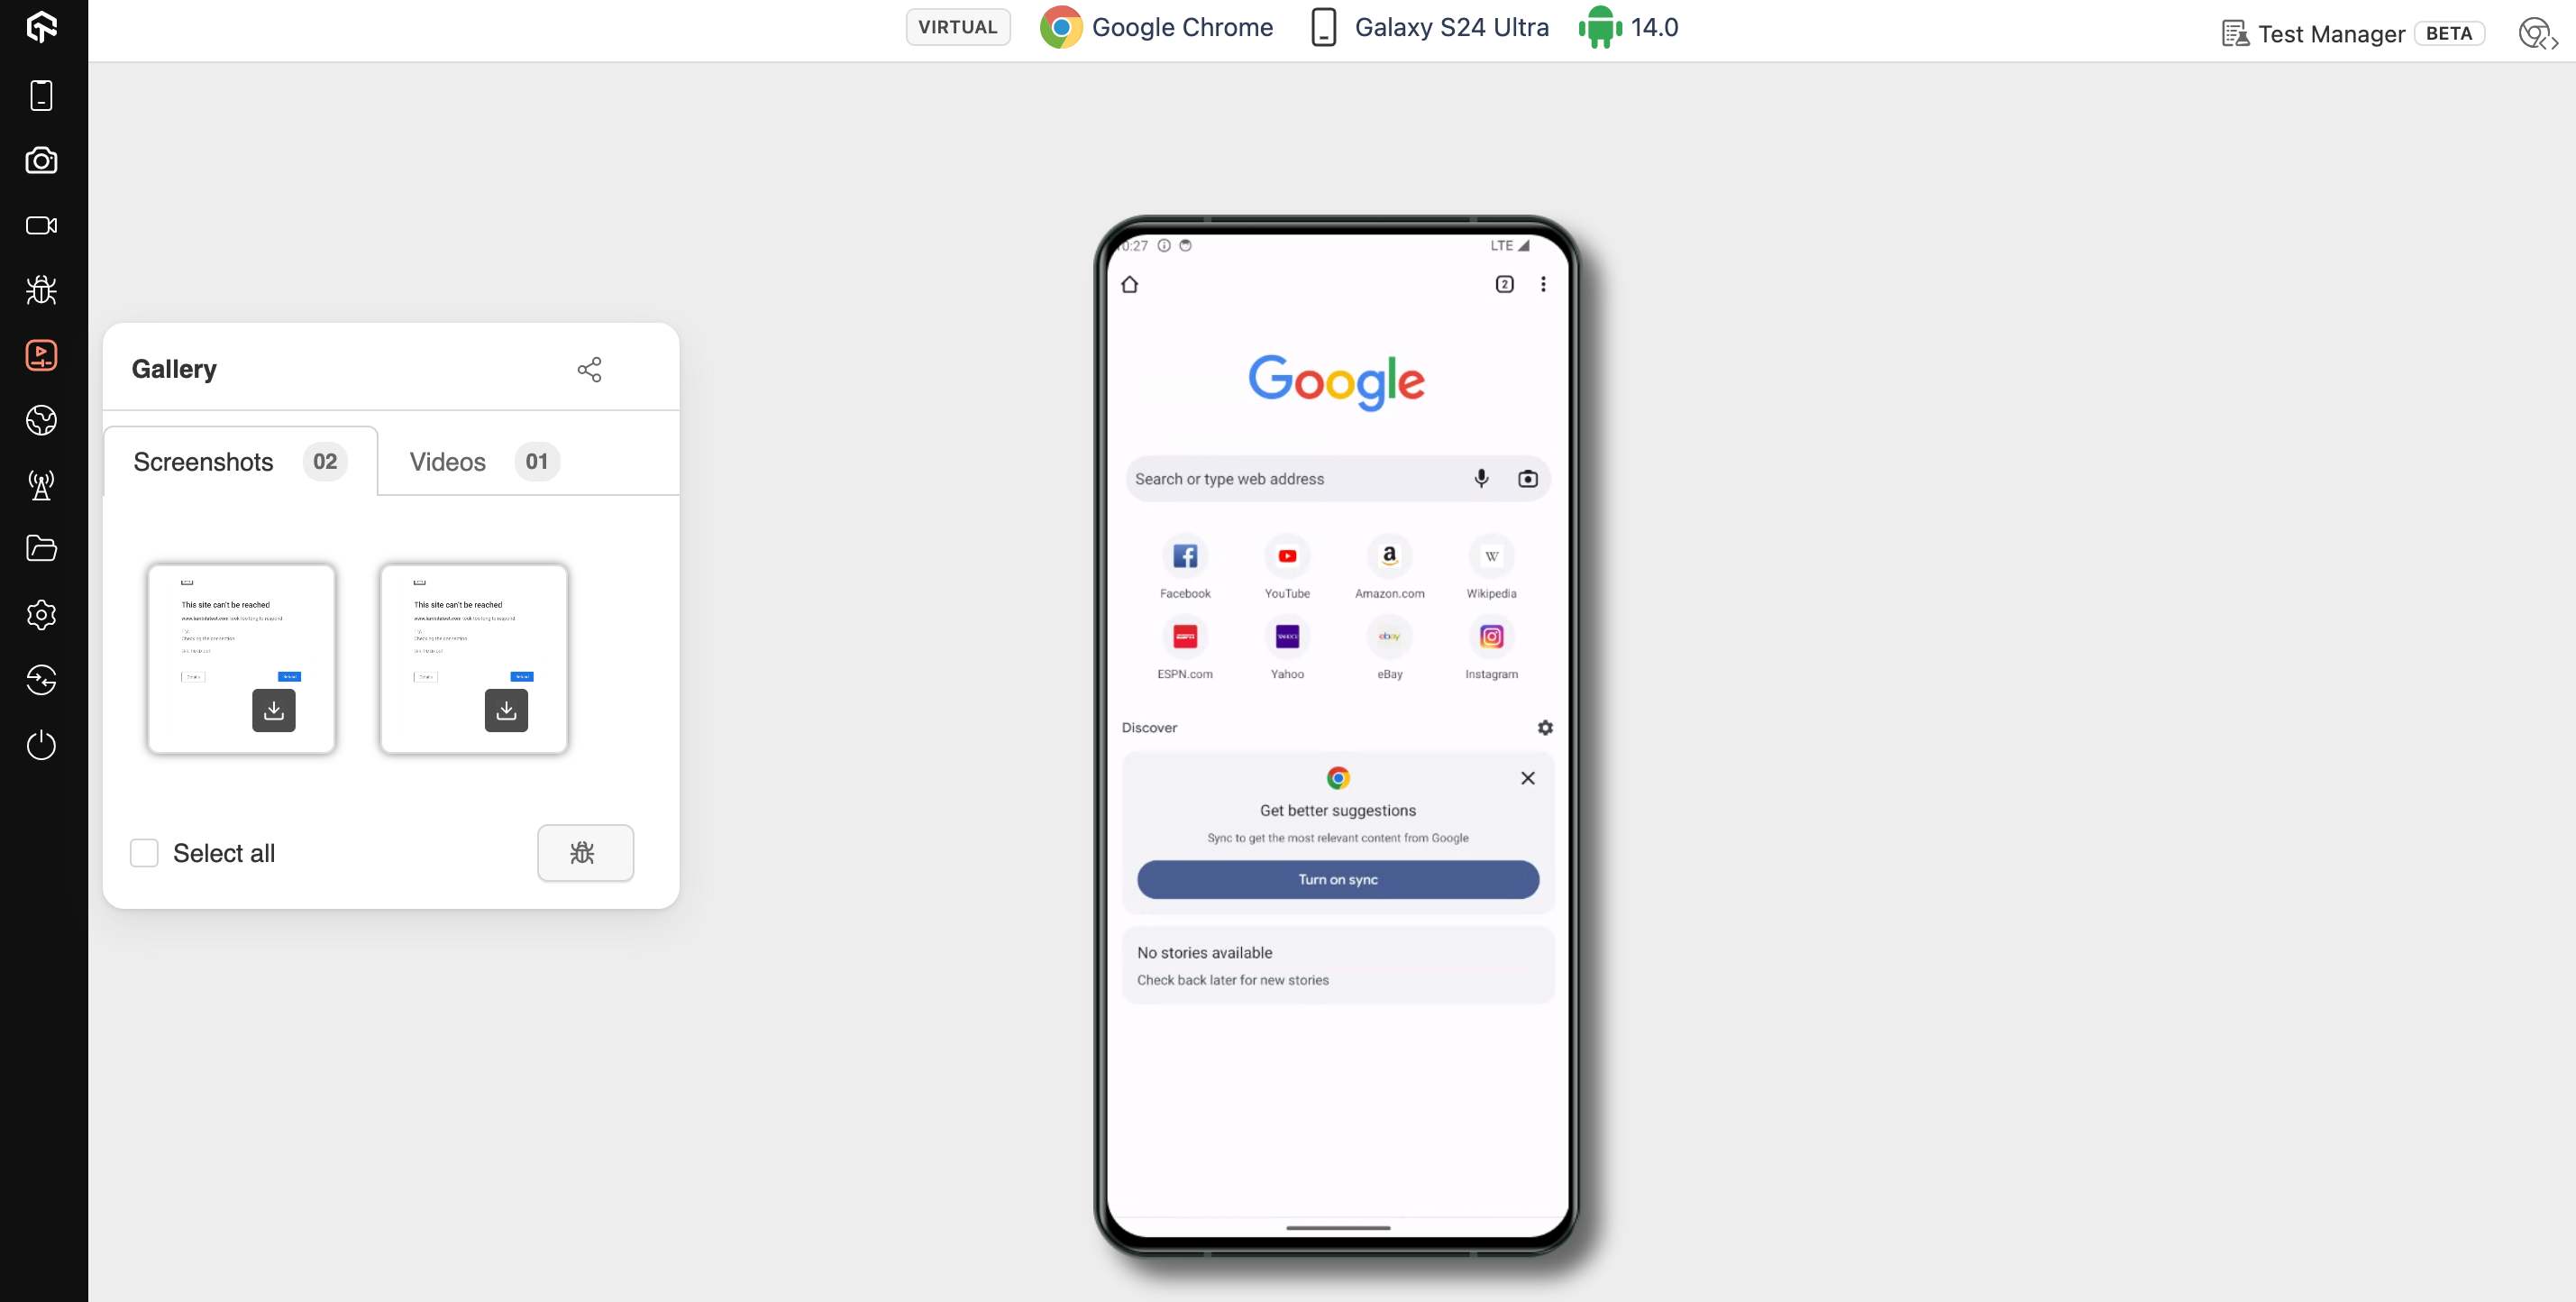 VIRTUAL Google Chrome Galaxy S24 Ultra 14.0 Test Manager BETA
Gallery
Screenshots 02 Videos 01
This site can't be reached
This site can't be reached
Select all
0:27 LTE
2
Google
Search or type web address
Facebook YouTube Amazon.com Wikipedia
ESPN.com Yahoo eBay Instagram
Discover
Get better suggestions
Sync to get the most relevant content from Google
Turn on sync
No stories available
Check back later for new stories